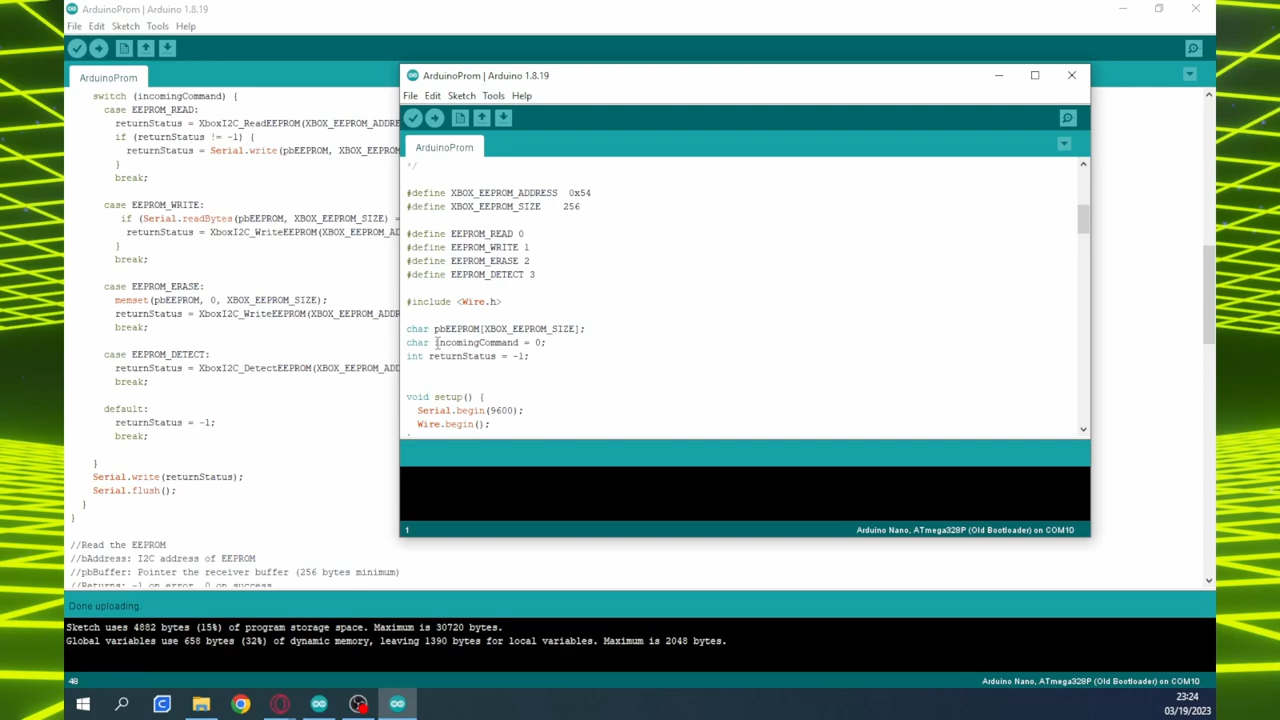 ArduinoProm | Arduino 1.8.19
File Edit Sketch Tools Help
ArduinoProm
switch (incomingCommand) {
case EEPROM_READ:
returnStatus = XboxI2C_ReadEEPROM(XBOX_EEPROM_ADDRE
if (returnStatus != -1) {
returnStatus = Serial.write(pbEEPROM, XBOX_EEPROM
}
break;
case EEPROM_WRITE:
if (Serial.readBytes(pbEEPROM, XBOX_EEPROM_SIZE) =
returnStatus = XboxI2C_WriteEEPROM(XBOX_EEPROM_AD
}
break;
case EEPROM_ERASE:
memset(pbEEPROM, 0, XBOX_EEPROM_SIZE);
returnStatus = XboxI2C_WriteEEPROM(XBOX_EEPROM_ADD
break;
case EEPROM_DETECT:
returnStatus = XboxI2C_DetectEEPROM(XBOX_EEPROM_ADD
break;
default:
returnStatus = -1;
break;
}
Serial.write(returnStatus);
Serial.flush();
}
}
//Read the EEPROM
//bAddress: I2C address of EEPROM
//pbBuffer: Pointer the receiver buffer (256 bytes minimum)
//Returns: -1 on error, 0 on success
Done uploading.
Sketch uses 4882 bytes (15%) of program storage space. Maximum is 30720 bytes.
Global variables use 658 bytes (32%) of dynamic memory, leaving 1390 bytes for local variables. Maximum is 2048 bytes.
48
Arduino Nano, ATmega328P (Old Bootloader) on COM10
ArduinoProm | Arduino 1.8.19
File Edit Sketch Tools Help
ArduinoProm
*/
#define XBOX_EEPROM_ADDRESS 0x54
#define XBOX_EEPROM_SIZE 256
#define EEPROM_READ 0
#define EEPROM_WRITE 1
#define EEPROM_ERASE 2
#define EEPROM_DETECT 3
#include <Wire.h>
char pbEEPROM[XBOX_EEPROM_SIZE];
char incomingCommand = 0;
int returnStatus = -1;
void setup() {
Serial.begin(9600);
Wire.begin();
1
Arduino Nano, ATmega328P (Old Bootloader) on COM10
23:24
03/19/2023